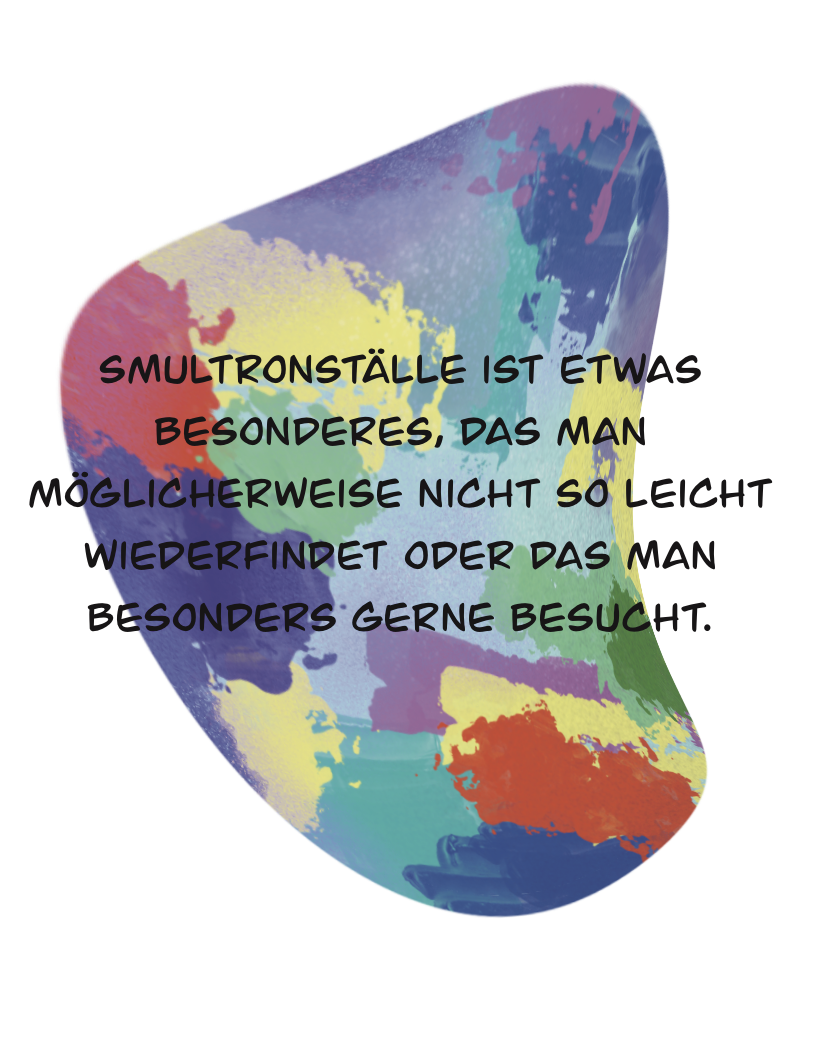 SMULTRONSTÄLLE IST ETWAS
BESONDERES, DAS MAN
MÖGLICHERWEISE NICHT SO LEICHT
WIEDERFINDET ODER DAS MAN
BESONDERS GERNE BESUCHT.